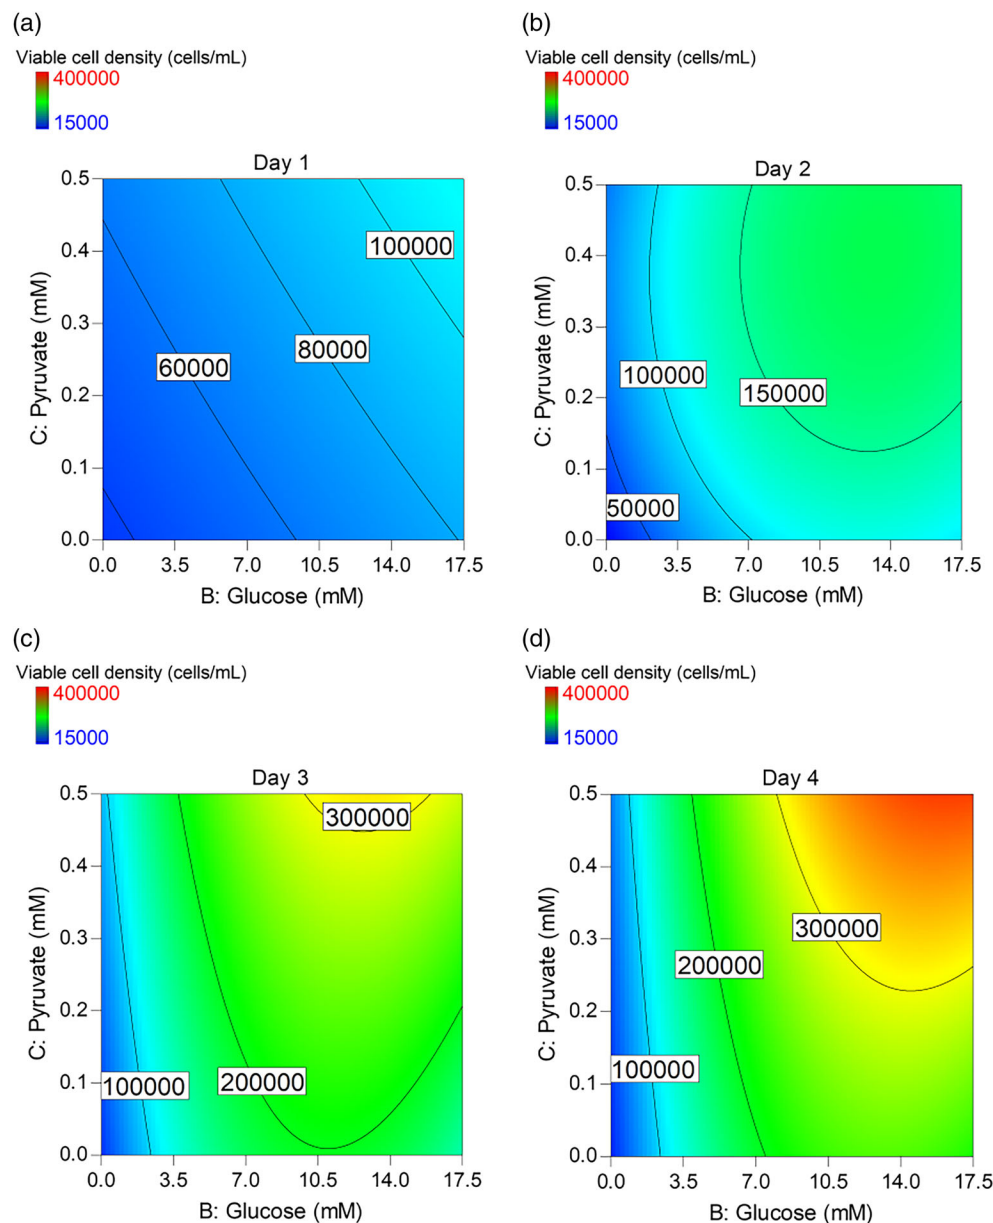 (a)
Viable cell density (cells/mL)
400000
15000
Day 1
0.5
0.4
0.3
0.2
0.1
0.0
C: Pyruvate (mM)
100000
80000
60000
0.0 3.5 7.0 10.5 14.0 17.5
B: Glucose (mM)
(b)
Viable cell density (cells/mL)
400000
15000
Day 2
0.5
0.4
0.3
0.2
0.1
0.0
C: Pyruvate (mM)
100000
150000
50000
0.0 3.5 7.0 10.5 14.0 17.5
B: Glucose (mM)
(c)
Viable cell density (cells/mL)
400000
15000
Day 3
0.5
0.4
0.3
0.2
0.1
0.0
C: Pyruvate (mM)
300000
100000
200000
0.0 3.5 7.0 10.5 14.0 17.5
B: Glucose (mM)
(d)
Viable cell density (cells/mL)
400000
15000
Day 4
0.5
0.4
0.3
0.2
0.1
0.0
C: Pyruvate (mM)
300000
200000
100000
0.0 3.5 7.0 10.5 14.0 17.5
B: Glucose (mM)